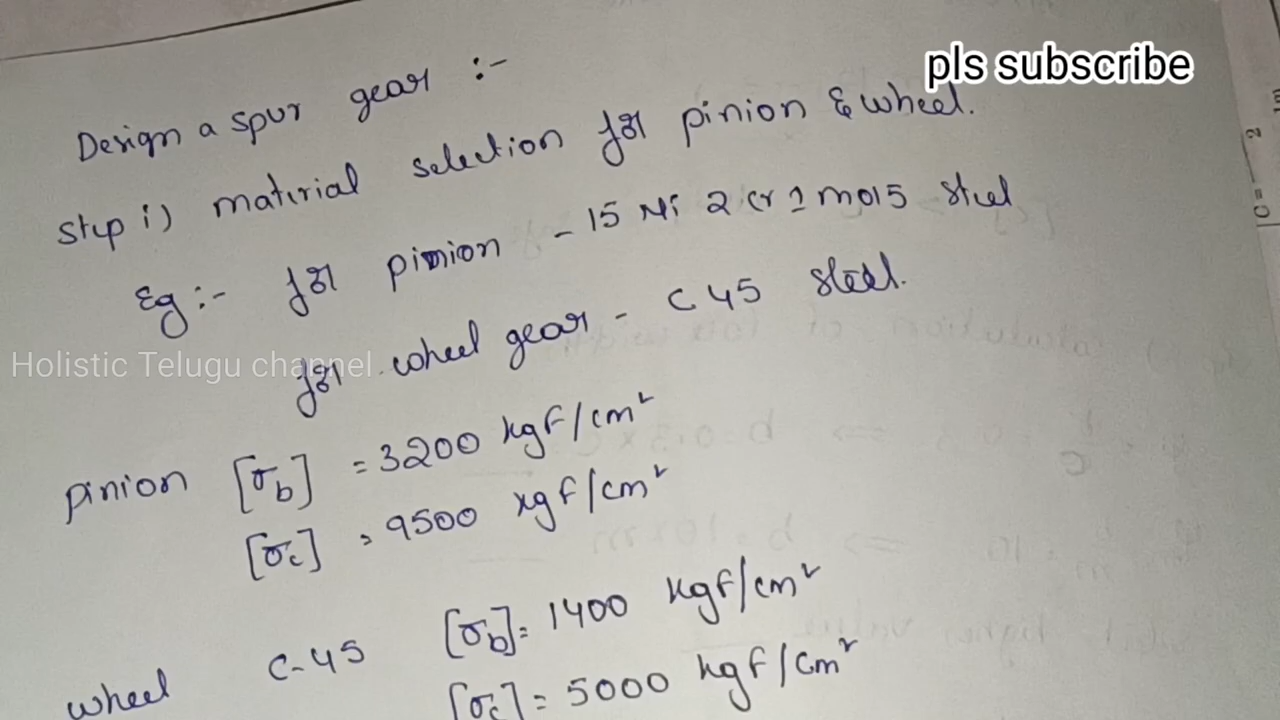 pls subscribe
Design a spur gear :-
step i) material selection for pinion & wheel.
Eg :- for pinion - 15 Ni 2 Cr 1 mo15 steel
for wheel gear - C 45 steel.
Holistic Telugu channel
pinion [σb] = 3200 kgf/cm²
[σc] = 9500 kgf/cm²
wheel C-45 [σb] = 1400 kgf/cm²
[σc] = 5000 kgf/cm²